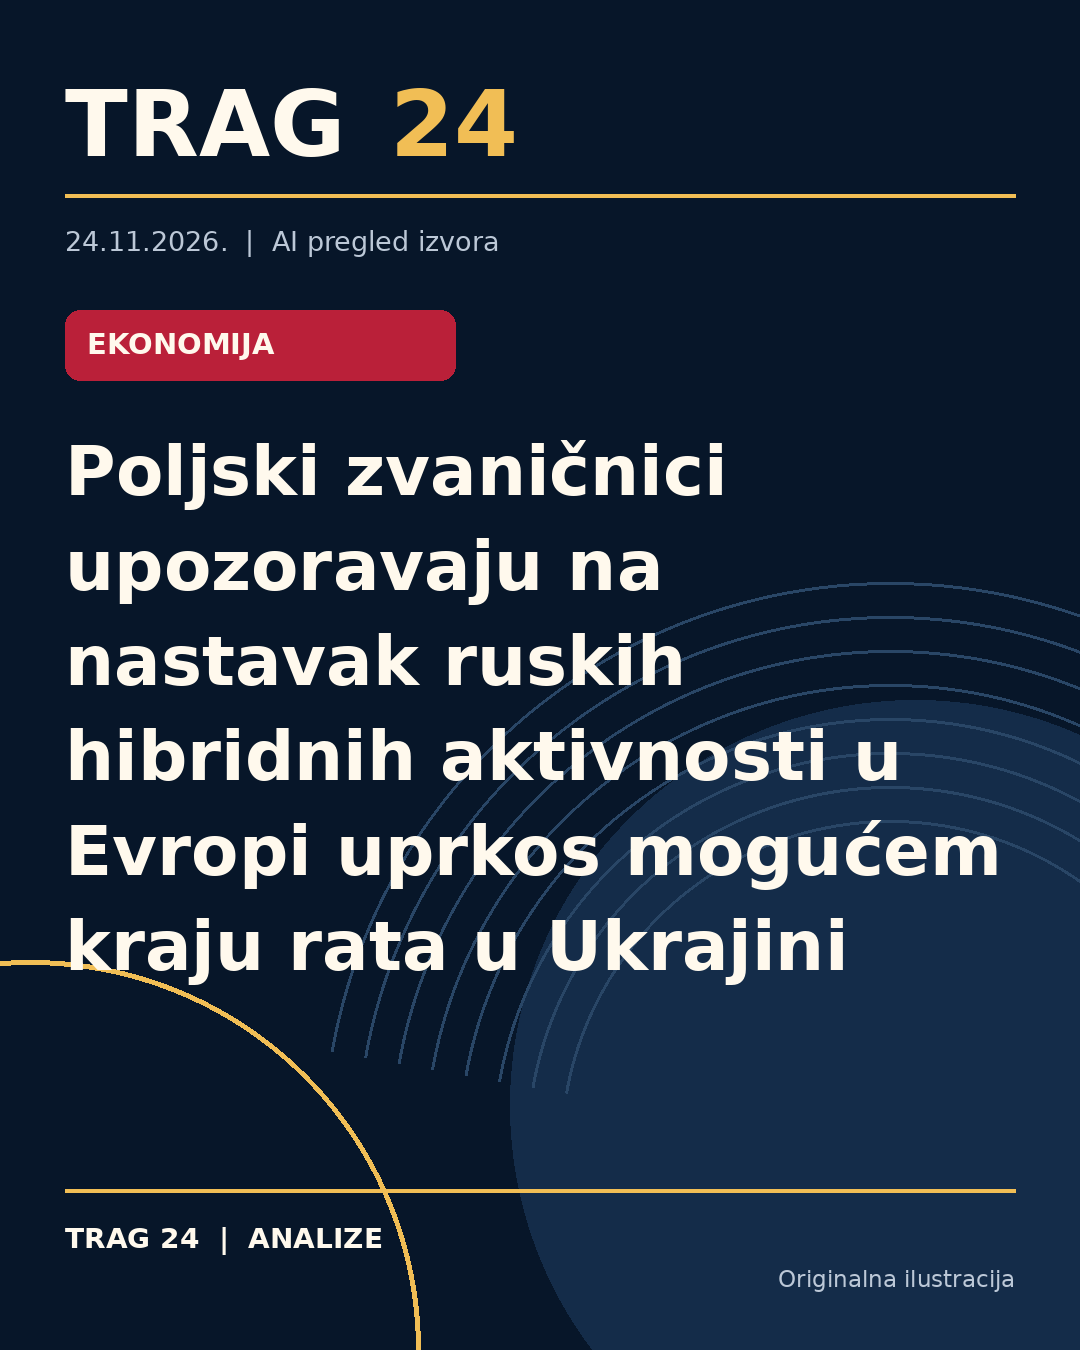 TRAG 24
24.11.2026. | AI pregled izvora
EKONOMIJA
Poljski zvaničnici
upozoravaju na
nastavak ruskih
hibridnih aktivnosti u
Evropi uprkos mogućem
kraju rata u Ukrajini
TRAG 24 | ANALIZE
Originalna ilustracija